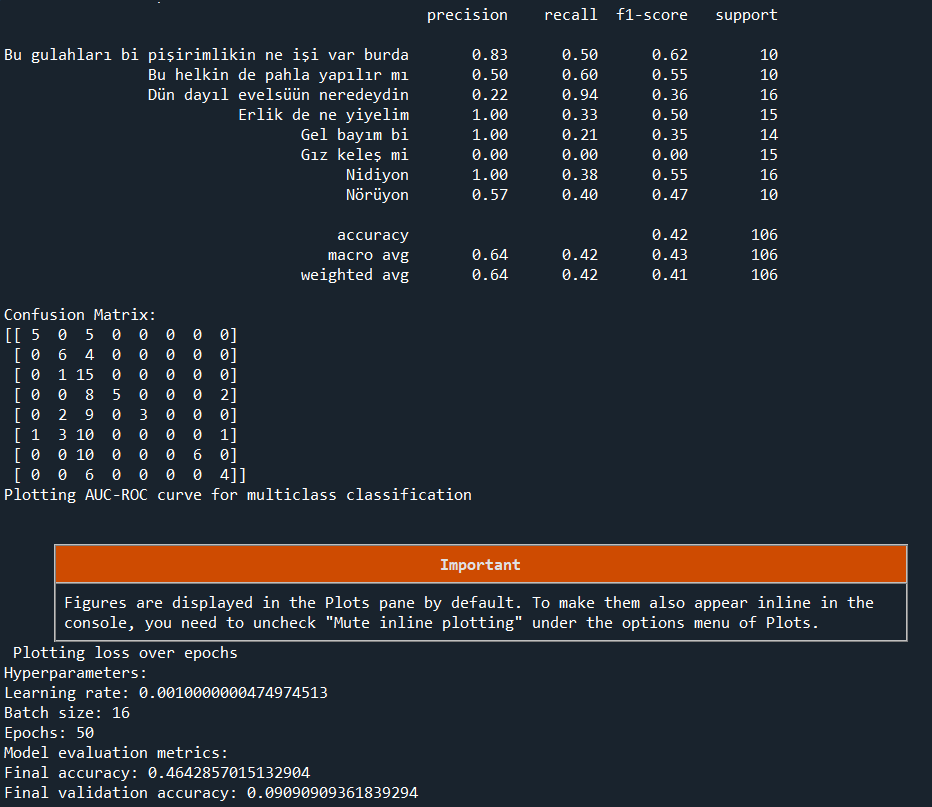 precision recall f1-score support
Bu gulahları bi pişirimlikin ne işi var burda 0.83 0.50 0.62 10
Bu helkin de pahla yapılır mı 0.50 0.60 0.55 10
Dün dayıl evelsüün neredeydin 0.22 0.94 0.36 16
Erlik de ne yiyelim 1.00 0.33 0.50 15
Gel bayım bi 1.00 0.21 0.35 14
Gız keleş mi 0.00 0.00 0.00 15
Nidiyon 1.00 0.38 0.55 16
Nörüyon 0.57 0.40 0.47 10
accuracy 0.42 106
macro avg 0.64 0.42 0.43 106
weighted avg 0.64 0.42 0.41 106
Confusion Matrix:
[[ 5 0 5 0 0 0 0 0]
[ 0 6 4 0 0 0 0 0]
[ 0 1 15 0 0 0 0 0]
[ 0 0 8 5 0 0 0 2]
[ 0 2 9 0 3 0 0 0]
[ 1 3 10 0 0 0 0 1]
[ 0 0 10 0 0 0 6 0]
[ 0 0 6 0 0 0 0 4]]
Plotting AUC-ROC curve for multiclass classification
Important
Figures are displayed in the Plots pane by default. To make them also appear inline in the
console, you need to uncheck "Mute inline plotting" under the options menu of Plots.
Plotting loss over epochs
Hyperparameters:
Learning rate: 0.0010000000474974513
Batch size: 16
Epochs: 50
Model evaluation metrics:
Final accuracy: 0.4642857015132904
Final validation accuracy: 0.09090909361839294